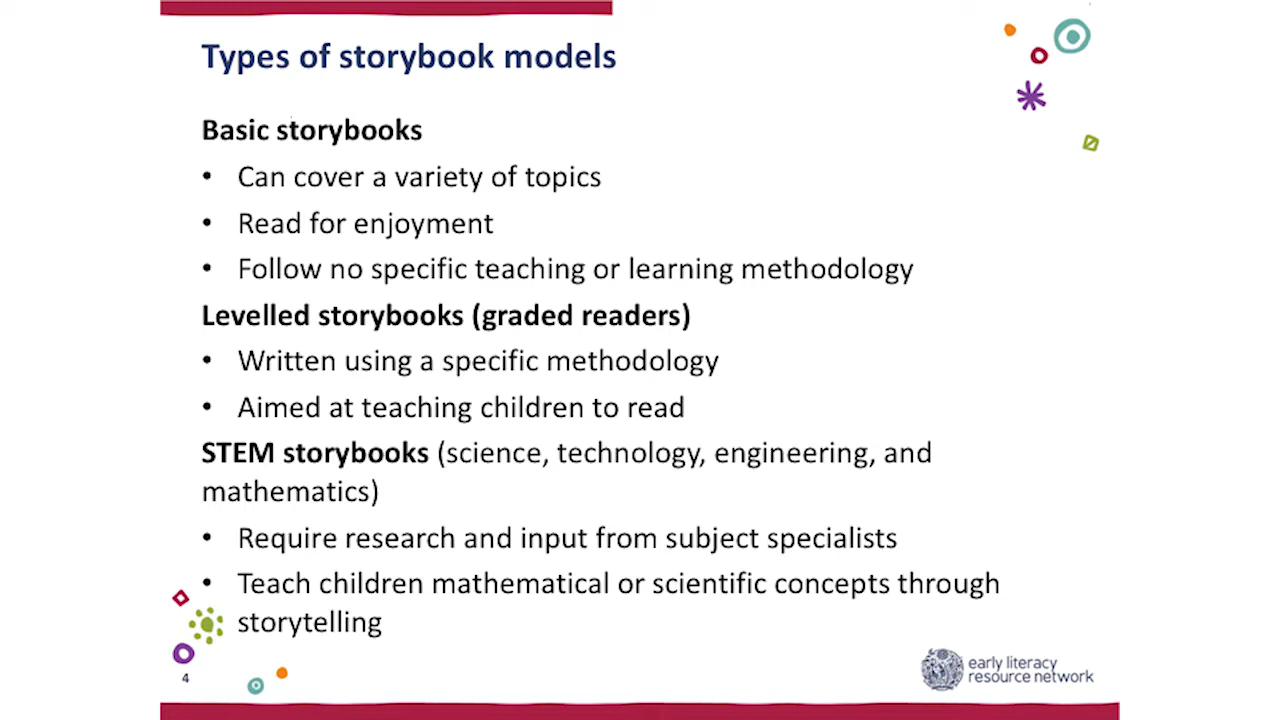 Types of storybook models
Basic storybooks
• Can cover a variety of topics
• Read for enjoyment
• Follow no specific teaching or learning methodology
Levelled storybooks (graded readers)
• Written using a specific methodology
• Aimed at teaching children to read
STEM storybooks (science, technology, engineering, and
mathematics)
• Require research and input from subject specialists
• Teach children mathematical or scientific concepts through
storytelling
4
early literacy
resource network